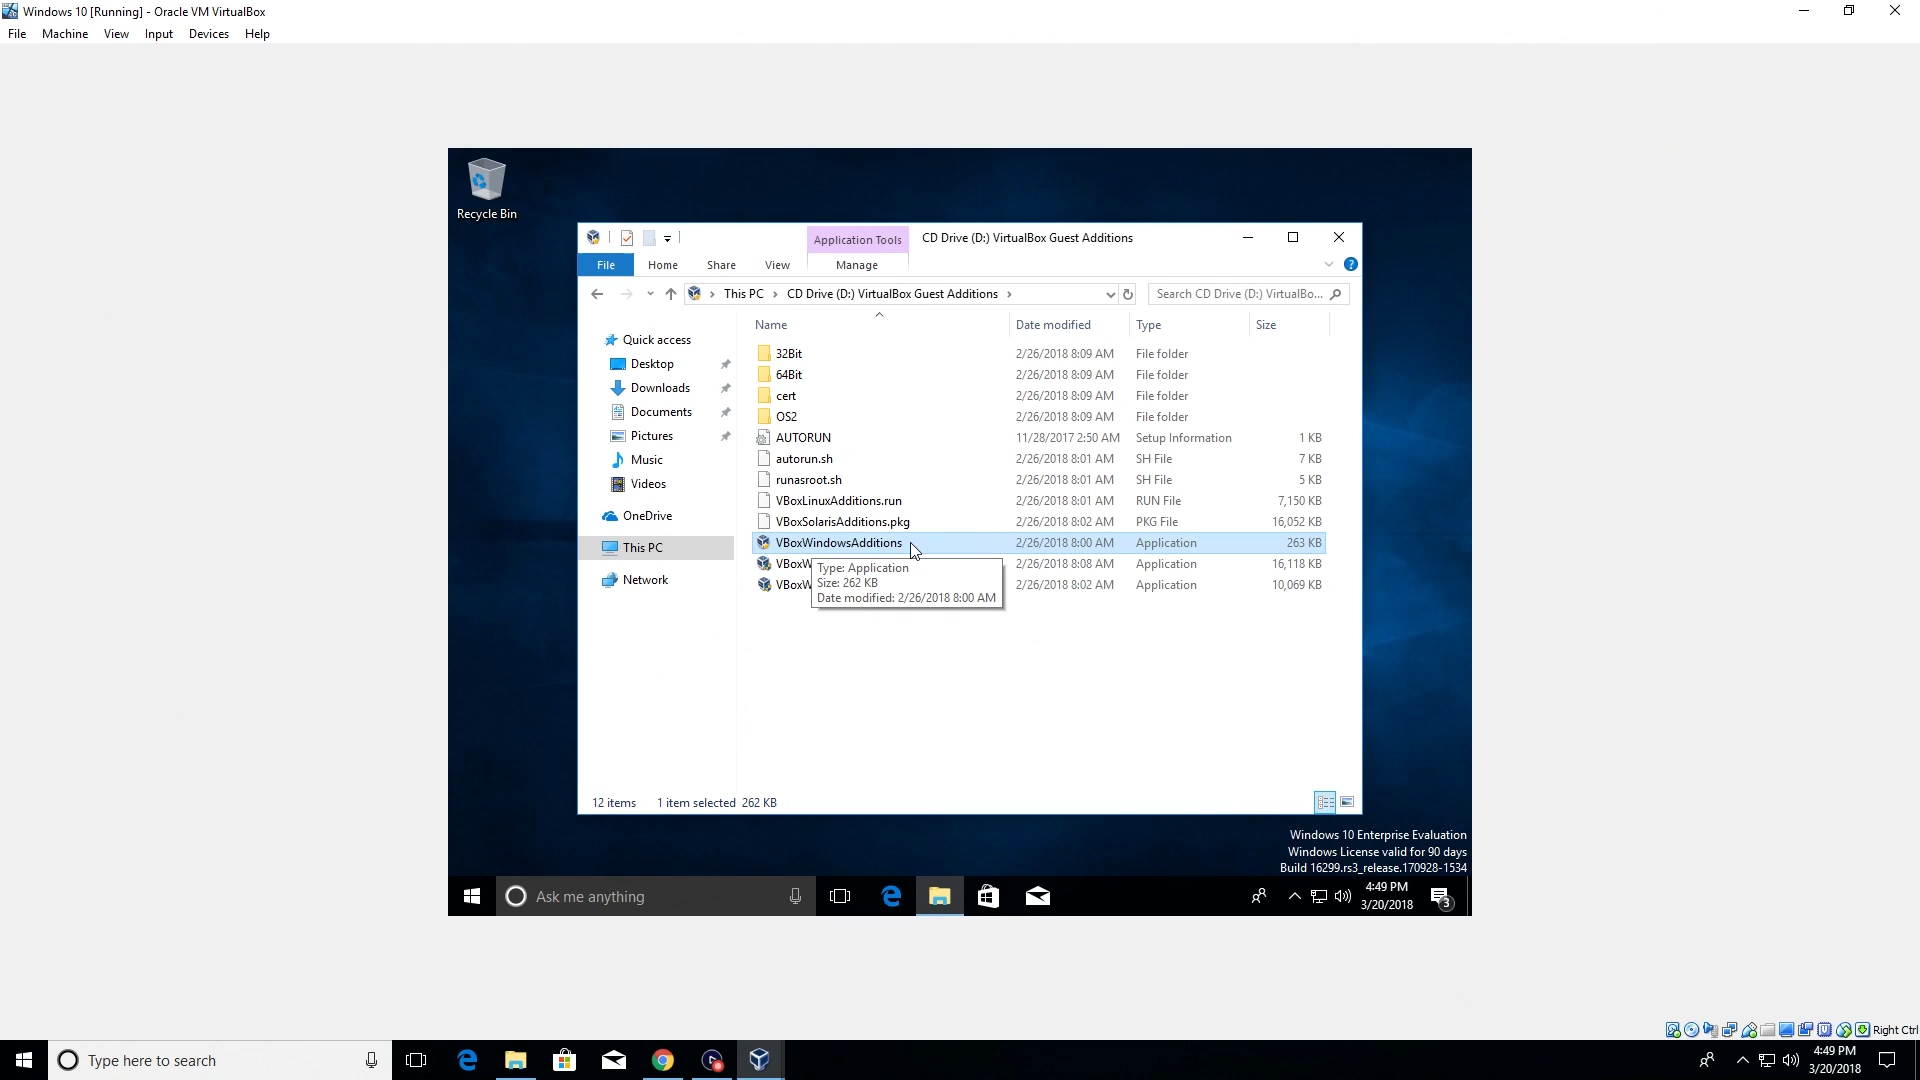 Windows 10 [Running] - Oracle VM VirtualBox
File Machine View Input Devices Help
Recycle Bin
Application Tools CD Drive (D:) VirtualBox Guest Additions
File Home Share View Manage
This PC CD Drive (D:) VirtualBox Guest Additions Search CD Drive (D:) VirtualBo...
Name Date modified Type Size
Quick access
Desktop
Downloads
Documents
Pictures
Music
Videos
OneDrive
This PC
Network
32Bit 2/26/2018 8:09 AM File folder
64Bit 2/26/2018 8:09 AM File folder
cert 2/26/2018 8:09 AM File folder
OS2 2/26/2018 8:09 AM File folder
AUTORUN 11/28/2017 2:50 AM Setup Information 1 KB
autorun.sh 2/26/2018 8:01 AM SH File 7 KB
runasroot.sh 2/26/2018 8:01 AM SH File 5 KB
VBoxLinuxAdditions.run 2/26/2018 8:01 AM RUN File 7,150 KB
VBoxSolarisAdditions.pkg 2/26/2018 8:02 AM PKG File 16,052 KB
VBoxWindowsAdditions 2/26/2018 8:00 AM Application 263 KB
VBoxW 2/26/2018 8:08 AM Application 16,118 KB
VBoxW 2/26/2018 8:02 AM Application 10,069 KB
Type: Application
Size: 262 KB
Date modified: 2/26/2018 8:00 AM
12 items 1 item selected 262 KB
Windows 10 Enterprise Evaluation
Windows License valid for 90 days
Build 16299.rs3_release.170928-1534
Ask me anything
4:49 PM
3/20/2018
3
Right Ctrl
Type here to search
4:49 PM
3/20/2018